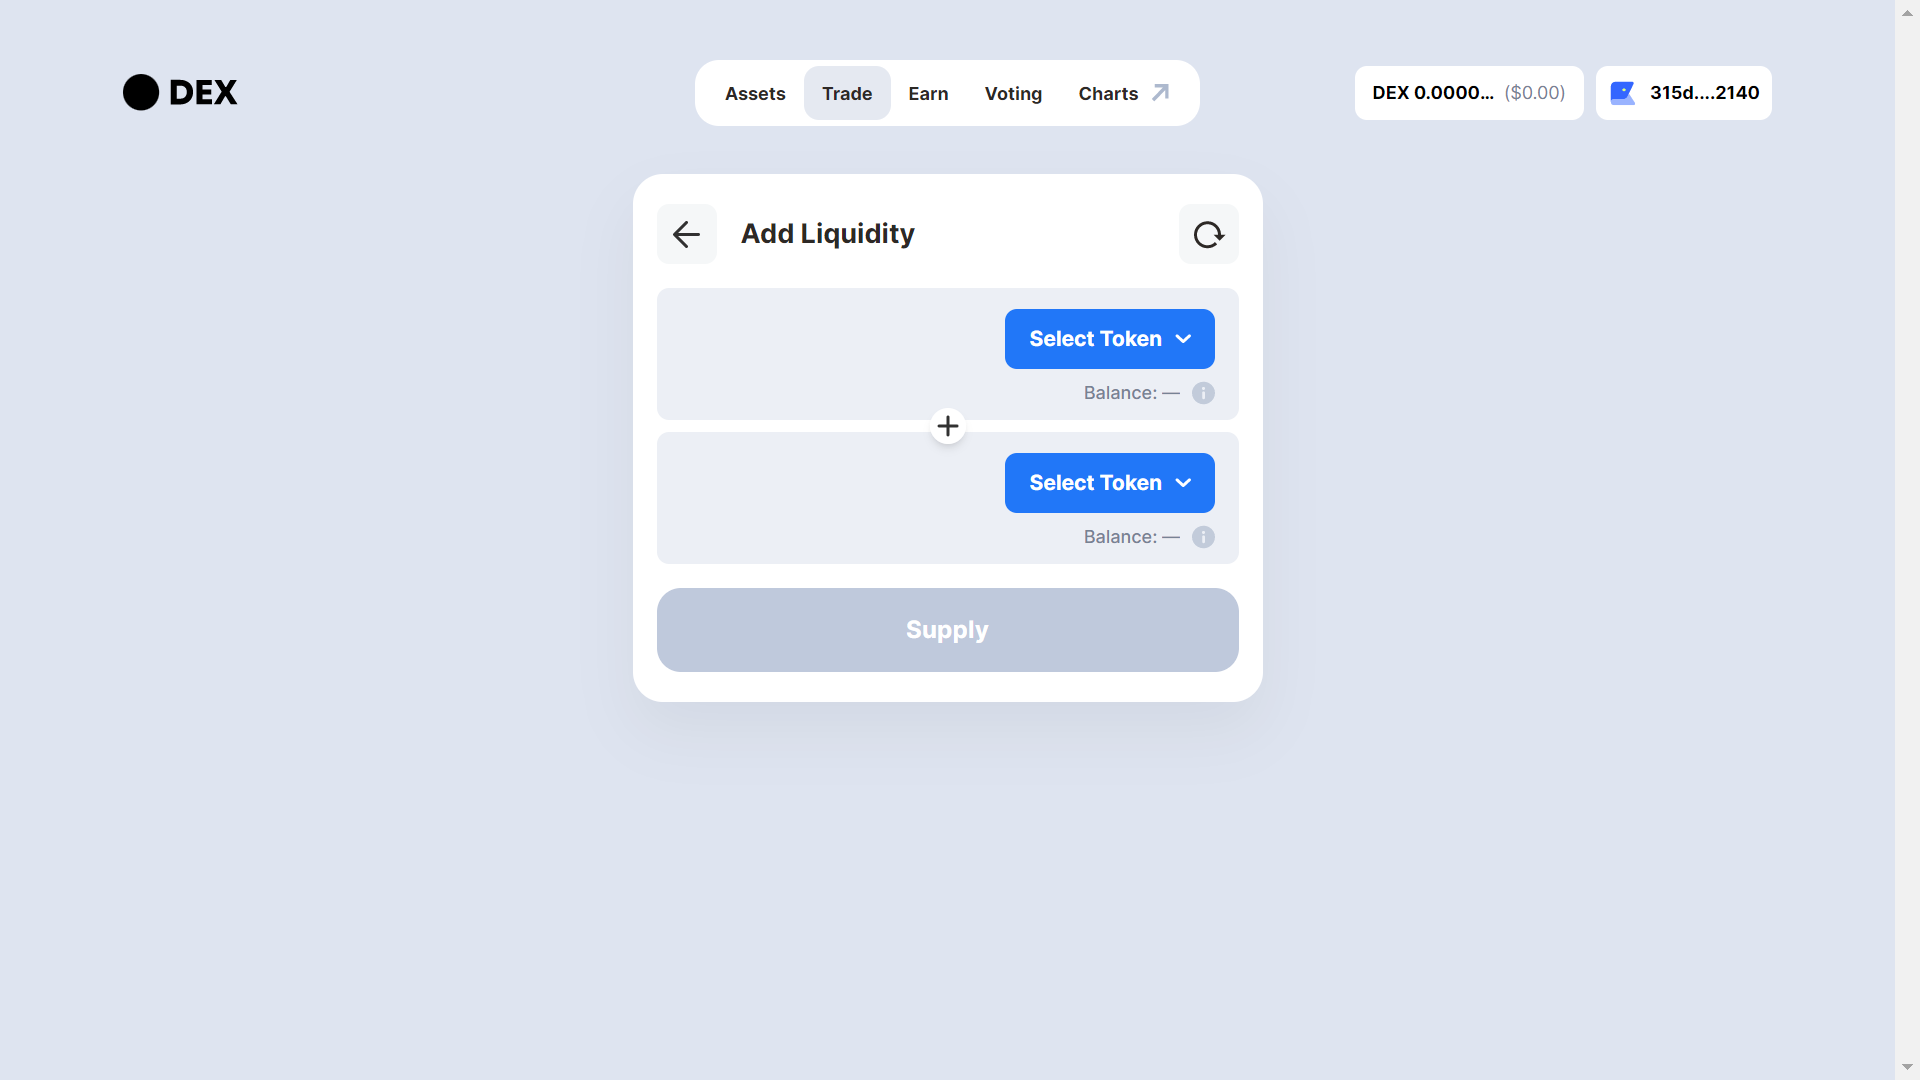 DEX
Assets
Trade
Earn
Voting
Charts
DEX 0.0000... ($0.00)
315d....2140
Add Liquidity
Select Token
Balance: —
Select Token
Balance: —
Supply